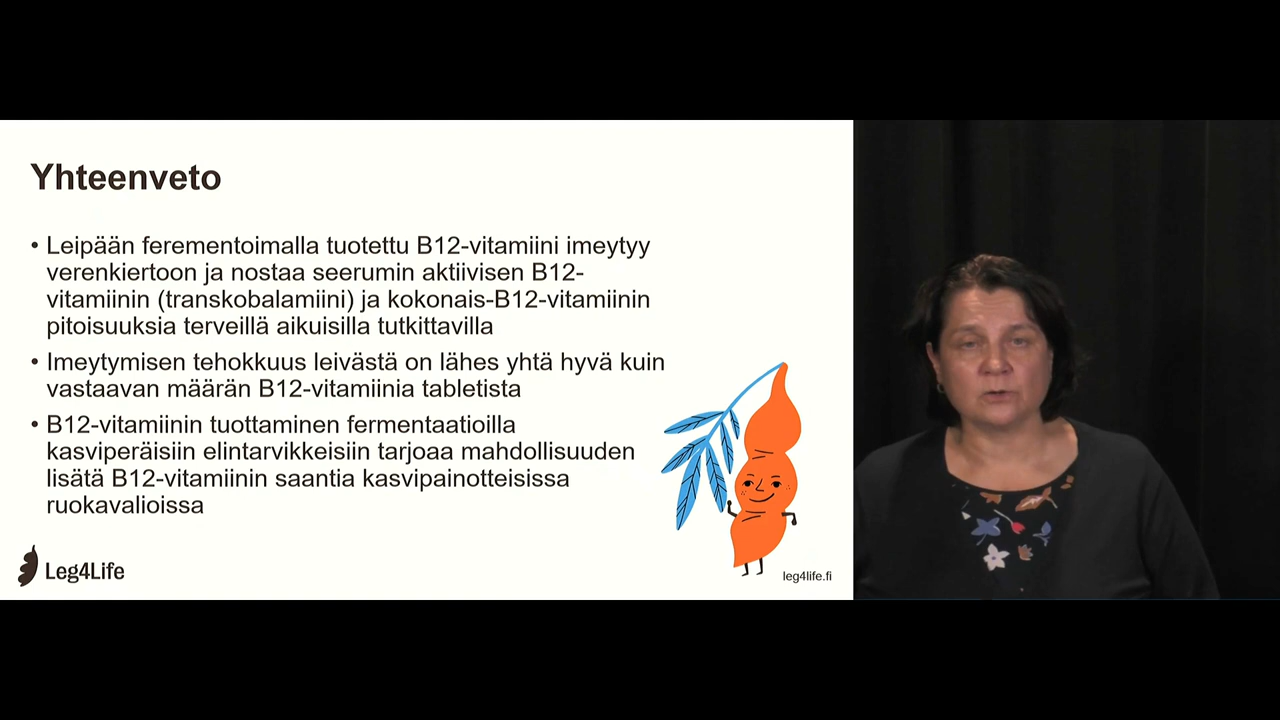 Yhteenveto
• Leipään ferementoimalla tuotettu B12-vitamiini imeytyy
verenkiertoon ja nostaa seerumin aktiivisen B12-
vitamiinin (transkobalamiini) ja kokonais-B12-vitamiinin
pitoisuuksia terveillä aikuisilla tutkittavilla
• Imeytymisen tehokkuus leivästä on lähes yhtä hyvä kuin
vastaavan määrän B12-vitamiinia tabletista
• B12-vitamiinin tuottaminen fermentaatioilla
kasviperäisiin elintarvikkeisiin tarjoaa mahdollisuuden
lisätä B12-vitamiinin saantia kasvipainotteisissa
ruokavalioissa
Leg4Life
leg4life.fi